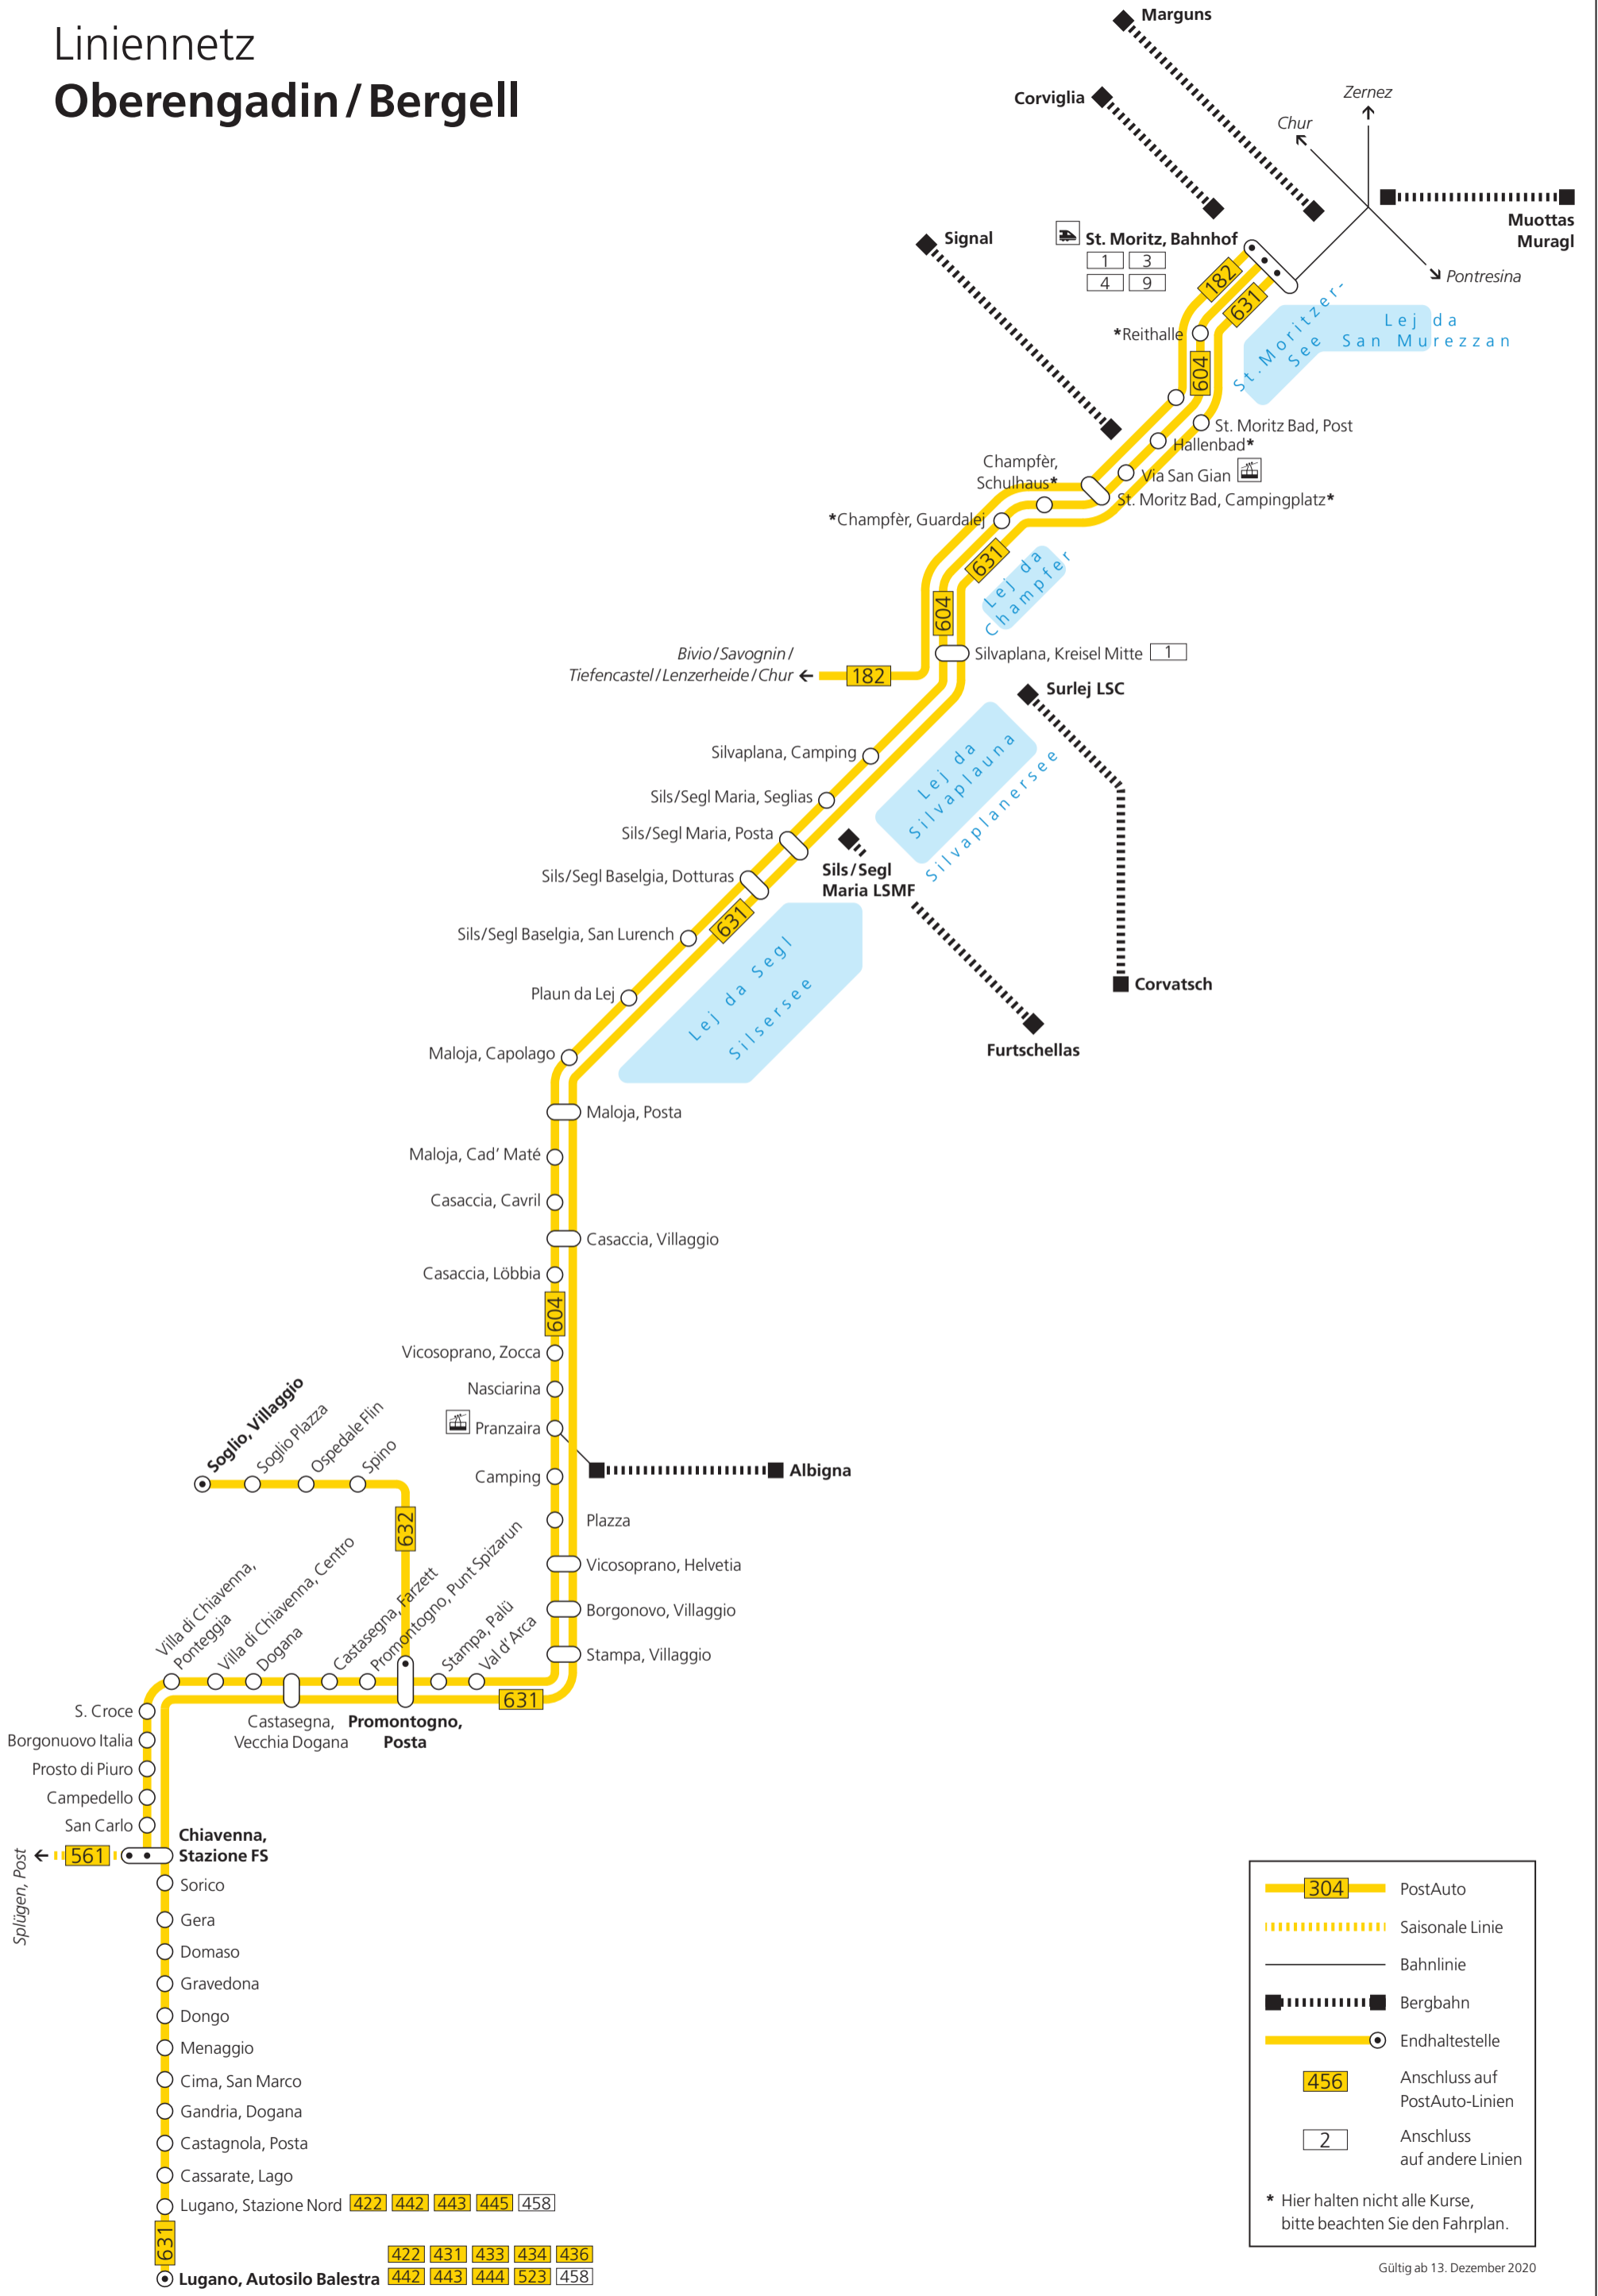 Liniennetz
Oberengadin / Bergell
Marguns
Corviglia
Zernez
Chur
Muottas
Muragl
Pontresina
Signal
St. Moritz, Bahnhof
1 3
4 9
182
631
St. Moritzer-
See
Lej da
San Murezzan
*Reithalle
604
St. Moritz Bad, Post
Hallenbad*
Via San Gian
St. Moritz Bad, Campingplatz*
Champfèr,
Schulhaus*
*Champfèr, Guardalej
631
Lej da
Champfer
604
Silvaplana, Kreisel Mitte 1
Bivio / Savognin /
Tiefencastel / Lenzerheide / Chur
182
Surlej LSC
Silvaplana, Camping
Lej da
Silvaplauna
Silvaplanersee
Sils/Segl Maria, Seglias
Sils/Segl Maria, Posta
Sils / Segl
Maria LSMF
Sils/Segl Baselgia, Dotturas
631
Sils/Segl Baselgia, San Lurench
Lej da Segl
Silsersee
Corvatsch
Furtschellas
Plaun da Lej
Maloja, Capolago
Maloja, Posta
Maloja, Cad’ Maté
Casaccia, Cavril
Casaccia, Villaggio
Casaccia, Löbbia
604
Vicosoprano, Zocca
Nasciarina
Pranzaira
Albigna
Camping
Plazza
Vicosoprano, Helvetia
Borgonovo, Villaggio
Stampa, Villaggio
Soglio, Villaggio
Soglio Plazza
Ospedale Flin
Spino
632
Villa di Chiavenna,
Ponteggia
Villa di Chiavenna, Centro
Dogana
Castasegna, Farzett
Promontogno, Punt Spizarun
Stampa, Palü
Val d’Arca
631
Castasegna,
Vecchia Dogana
Promontogno,
Posta
S. Croce
Borgonuovo Italia
Prosto di Piuro
Campedello
San Carlo
Chiavenna,
Stazione FS
561
Splügen, Post
Sorico
Gera
Domaso
Gravedona
Dongo
Menaggio
Cima, San Marco
Gandria, Dogana
Castagnola, Posta
Cassarate, Lago
Lugano, Stazione Nord 422 442 443 445 458
631
422 431 433 434 436
Lugano, Autosilo Balestra 442 443 444 523 458
304 PostAuto
Saisonale Linie
Bahnlinie
Bergbahn
Endhaltestelle
456 Anschluss auf
PostAuto-Linien
2 Anschluss
auf andere Linien
* Hier halten nicht alle Kurse,
bitte beachten Sie den Fahrplan.
Gültig ab 13. Dezember 2020